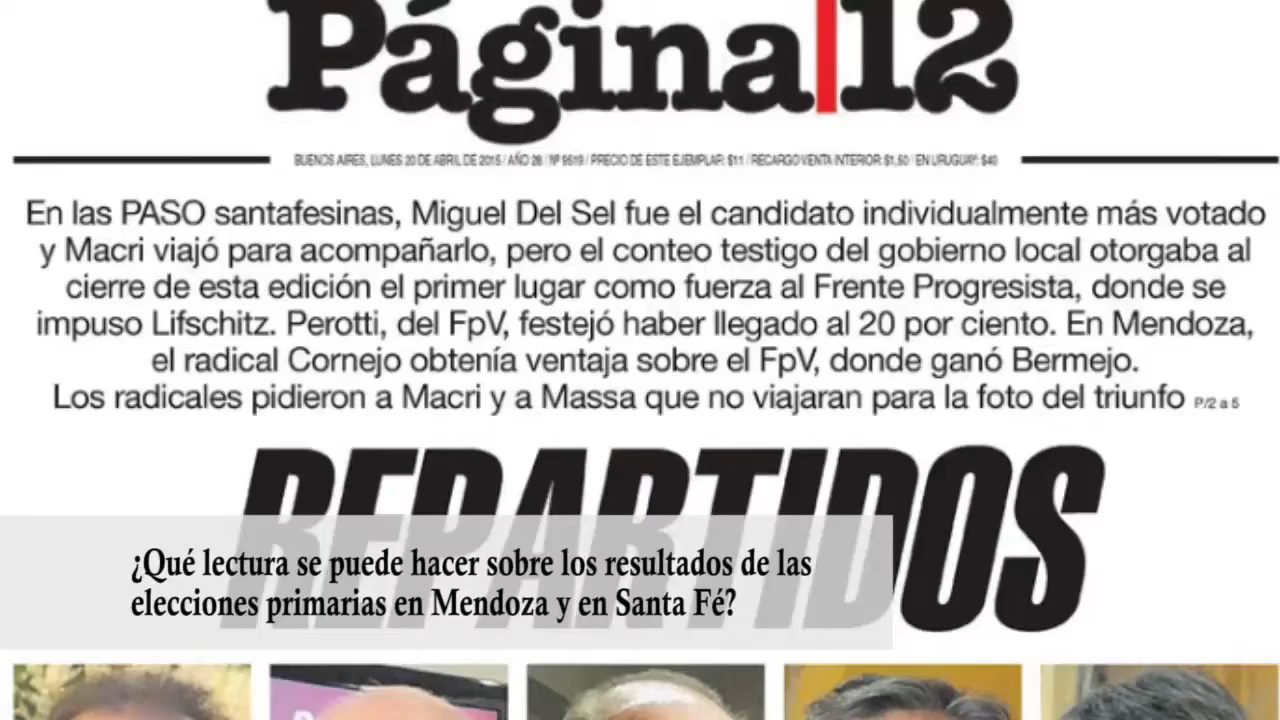 Página|12
BUENOS AIRES, LUNES 20 DE ABRIL DE 2015 / AÑO 28 / Nº 9519 / PRECIO DE ESTE EJEMPLAR: $11 / RECARGO VENTA INTERIOR: $1,50 / EN URUGUAY: $40
En las PASO santafesinas, Miguel Del Sel fue el candidato individualmente más votado
y Macri viajó para acompañarlo, pero el conteo testigo del gobierno local otorgaba al
cierre de esta edición el primer lugar como fuerza al Frente Progresista, donde se
impuso Lifschitz. Perotti, del FpV, festejó haber llegado al 20 por ciento. En Mendoza,
el radical Cornejo obtenía ventaja sobre el FpV, donde ganó Bermejo.
Los radicales pidieron a Macri y a Massa que no viajaran para la foto del triunfo P/2 a 5
REPARTIDOS
¿Qué lectura se puede hacer sobre los resultados de las
elecciones primarias en Mendoza y en Santa Fé?